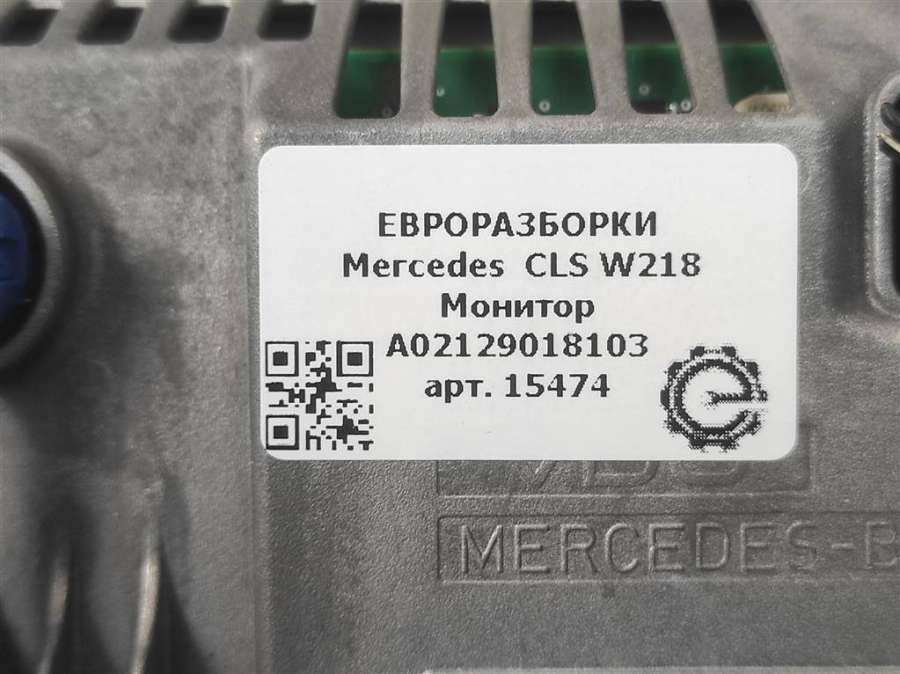 ЕВРОРАЗБОРКИ
Mercedes CLS W218
Монитор
A02129018103
арт. 15474
MERCEDES-B